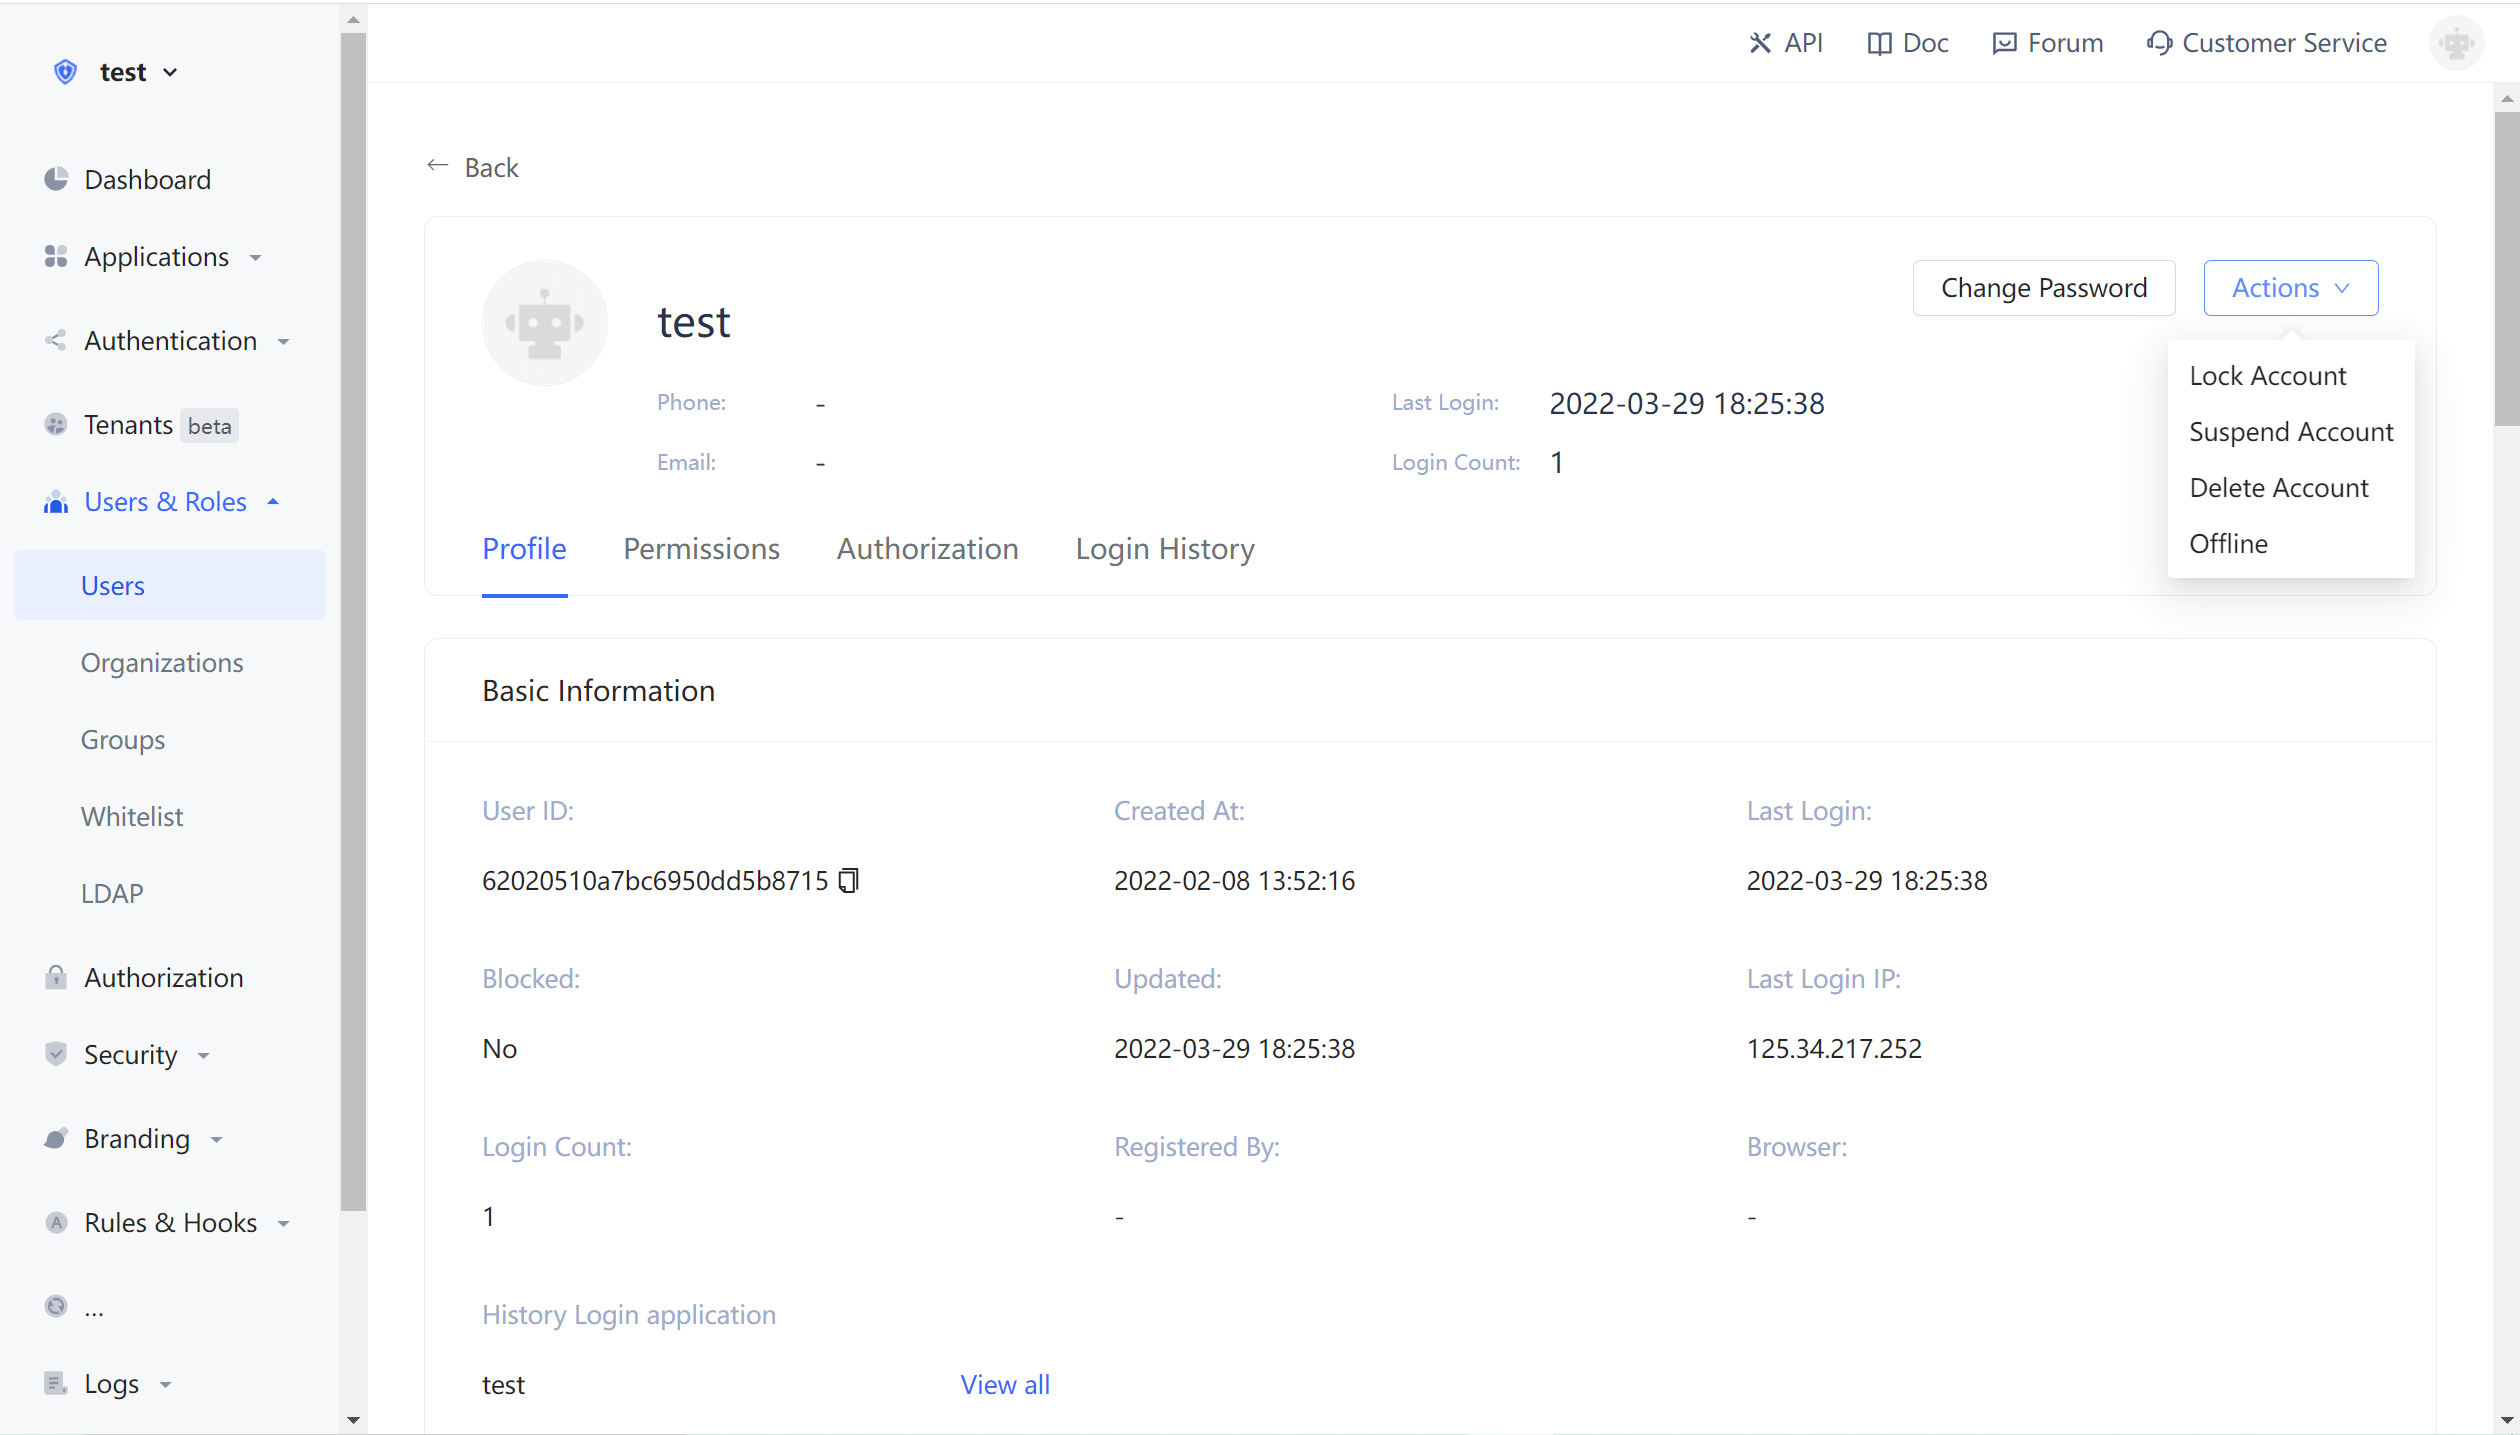 test
API
Doc
Forum
Customer Service
Dashboard
Applications
Authentication
Tenants beta
Users & Roles
Users
Organizations
Groups
Whitelist
LDAP
Authorization
Security
Branding
Rules & Hooks
...
Logs
Back
test
Change Password
Actions
Lock Account
Suspend Account
Delete Account
Offline
Phone: -
Last Login: 2022-03-29 18:25:38
Email: -
Login Count: 1
Profile
Permissions
Authorization
Login History
Basic Information
User ID:
Created At:
Last Login:
62020510a7bc6950dd5b8715
2022-02-08 13:52:16
2022-03-29 18:25:38
Blocked:
Updated:
Last Login IP:
No
2022-03-29 18:25:38
125.34.217.252
Login Count:
Registered By:
Browser:
1
-
-
History Login application
test
View all